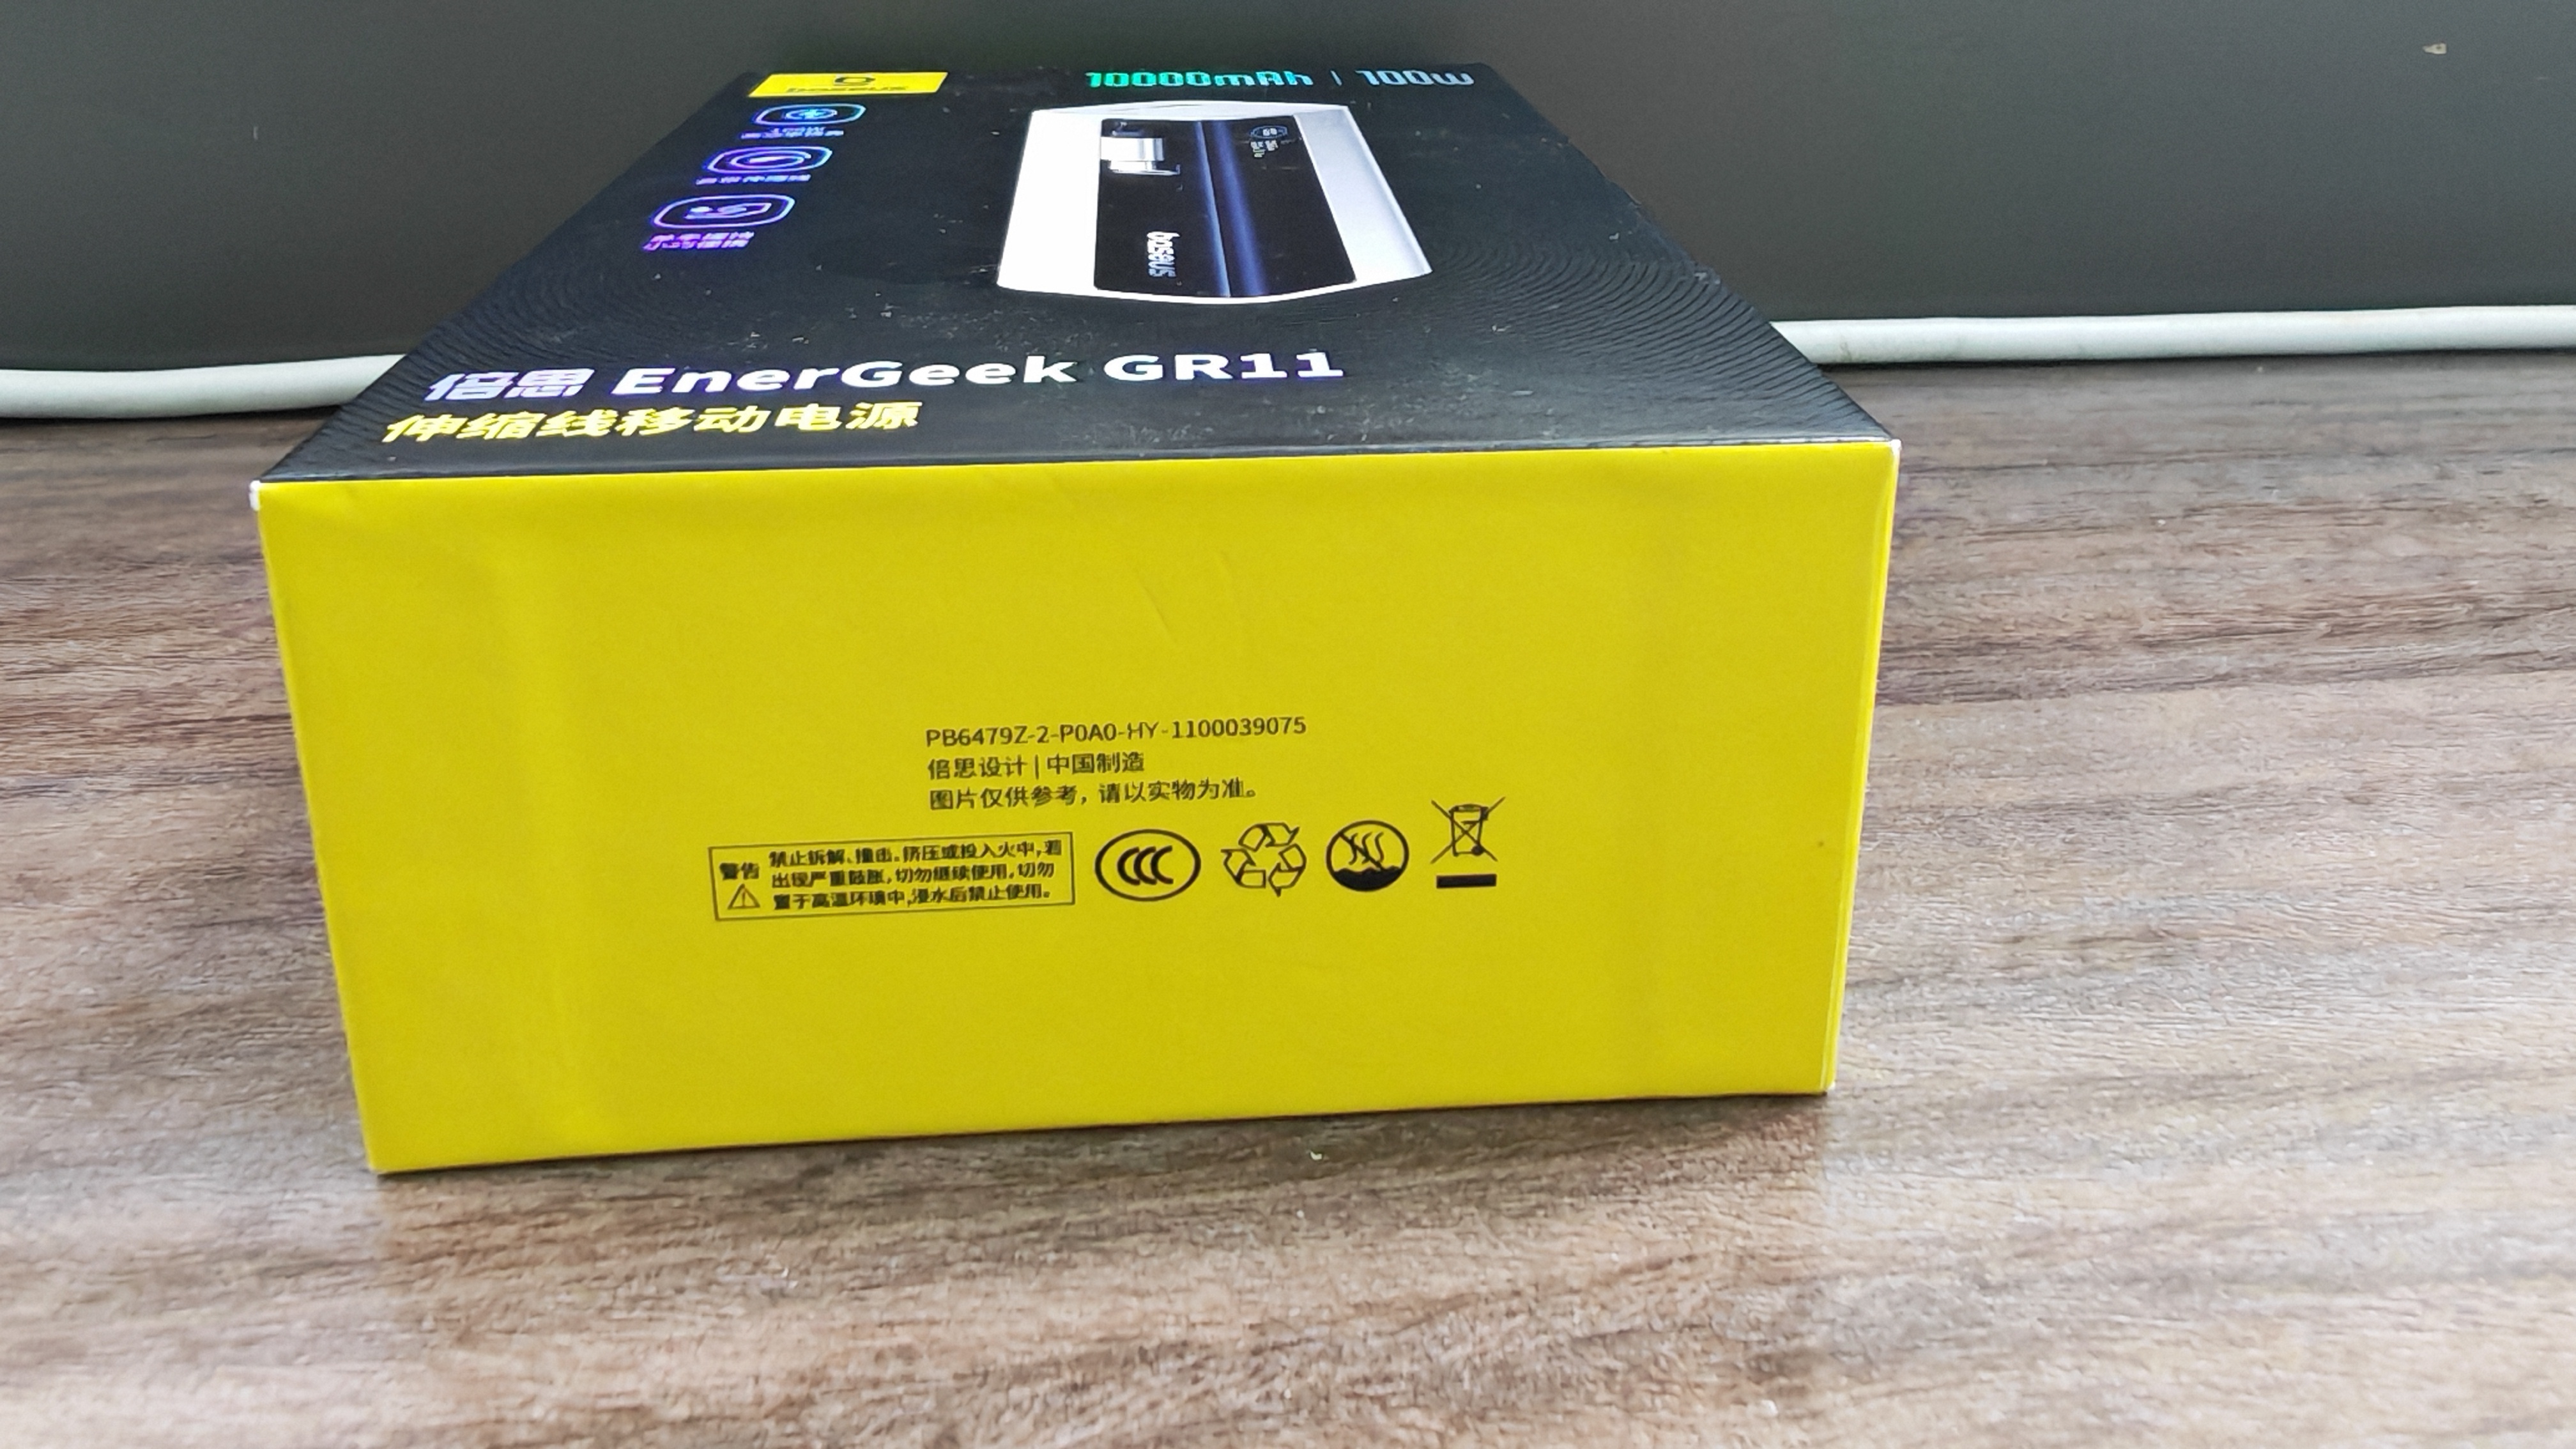 baseus
10000mAh | 100W
100W
baseus
倍思 EnerGeek GR11
伸缩线移动电源
PB6479Z-2-P0A0-HY-1100039075
倍思设计 | 中国制造
图片仅供参考，请以实物为准。
警告
禁止拆解、撞击、挤压或投入火中,若
出现严重鼓胀,切勿继续使用,切勿
置于高温环境中,浸水后禁止使用。